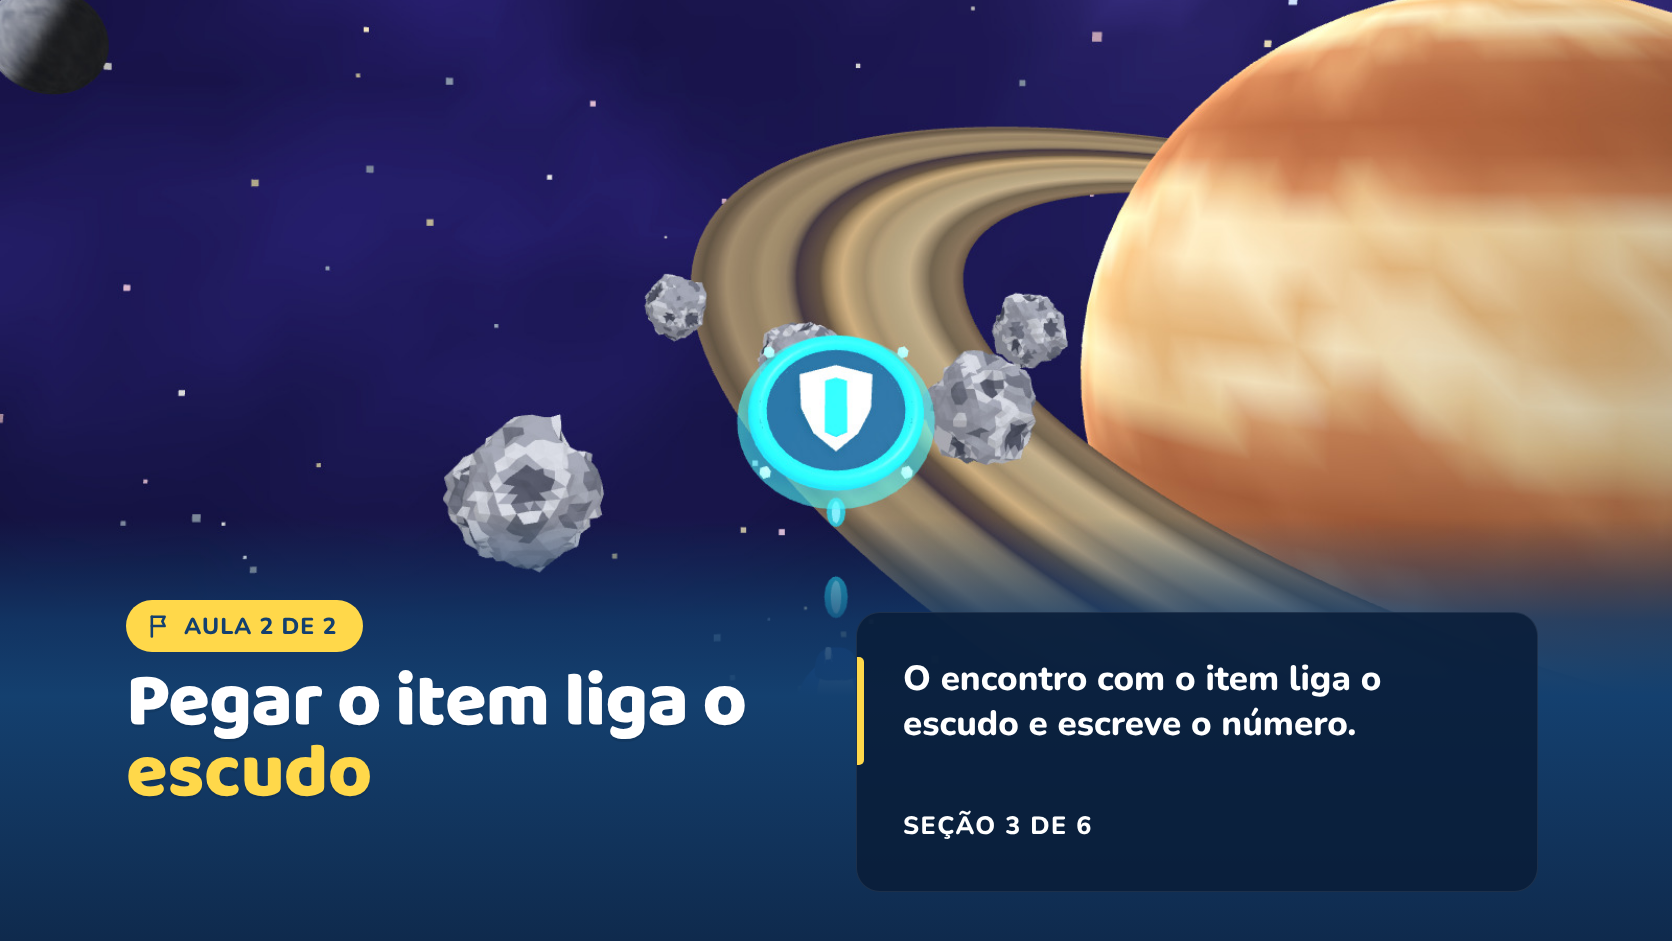 AULA 2 DE 2
Pegar o item liga o
escudo
O encontro com o item liga o
escudo e escreve o número.
SEÇÃO 3 DE 6